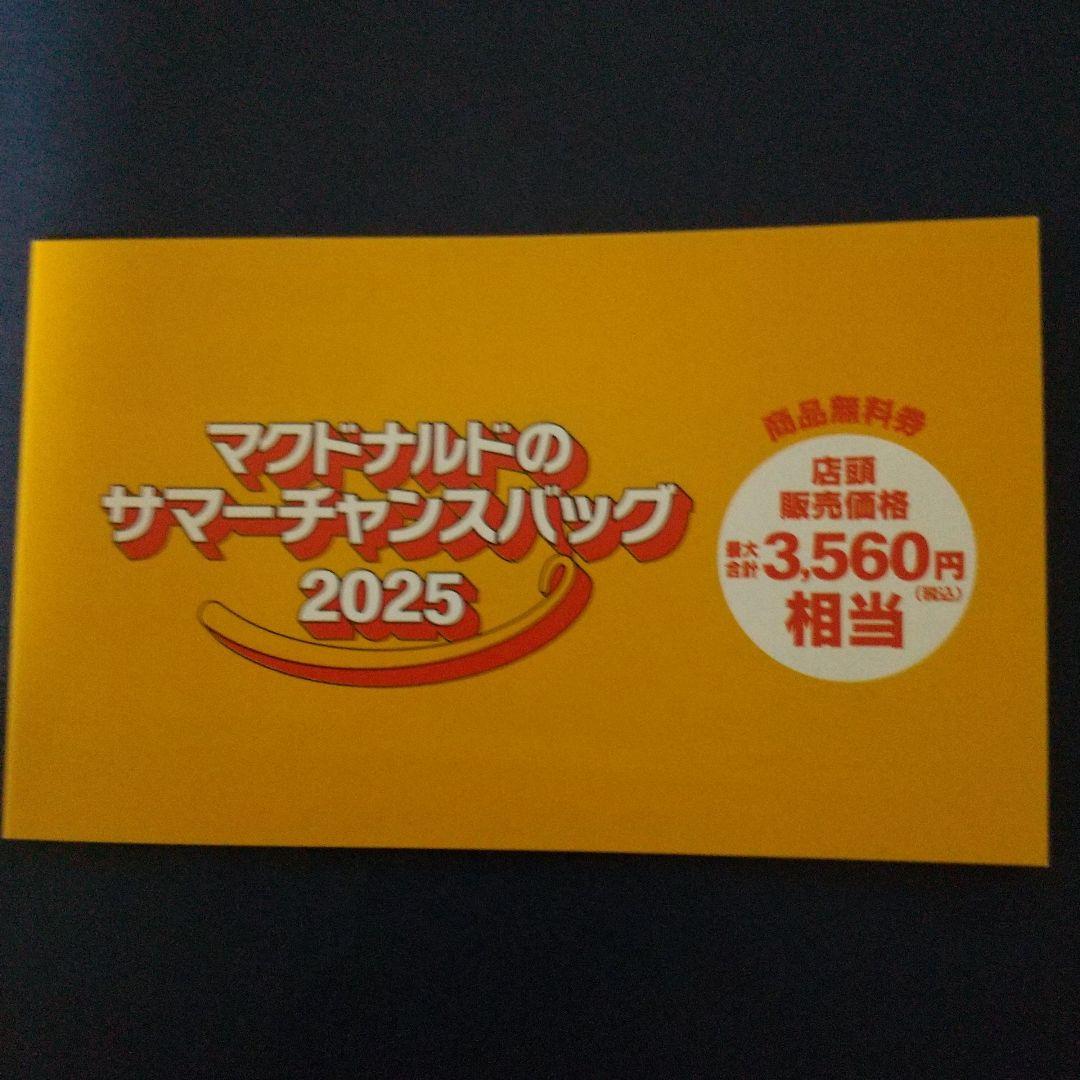 マクドナルドの
サマーチャンスバッグ
2025
商品無料券
店頭
販売価格
最大
合計
3,560円
(税込)
相当